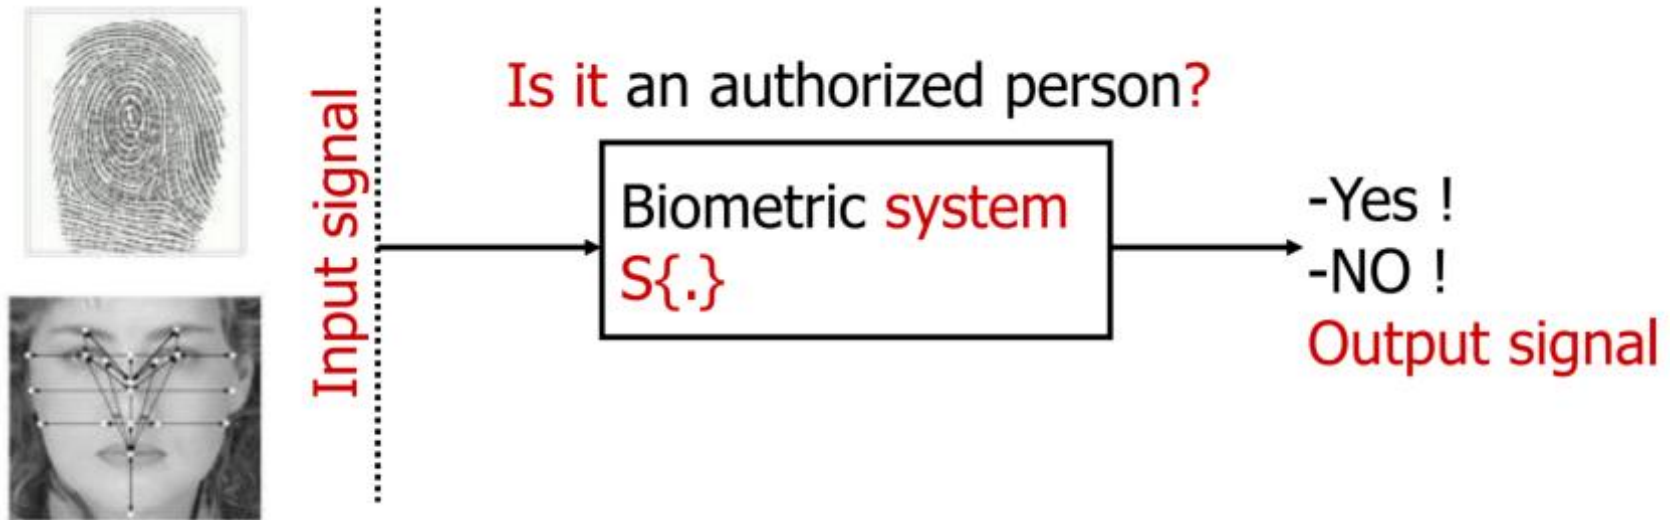 Input signal
Is it an authorized person?
Biometric system
S{.}
-Yes !
-NO !
Output signal